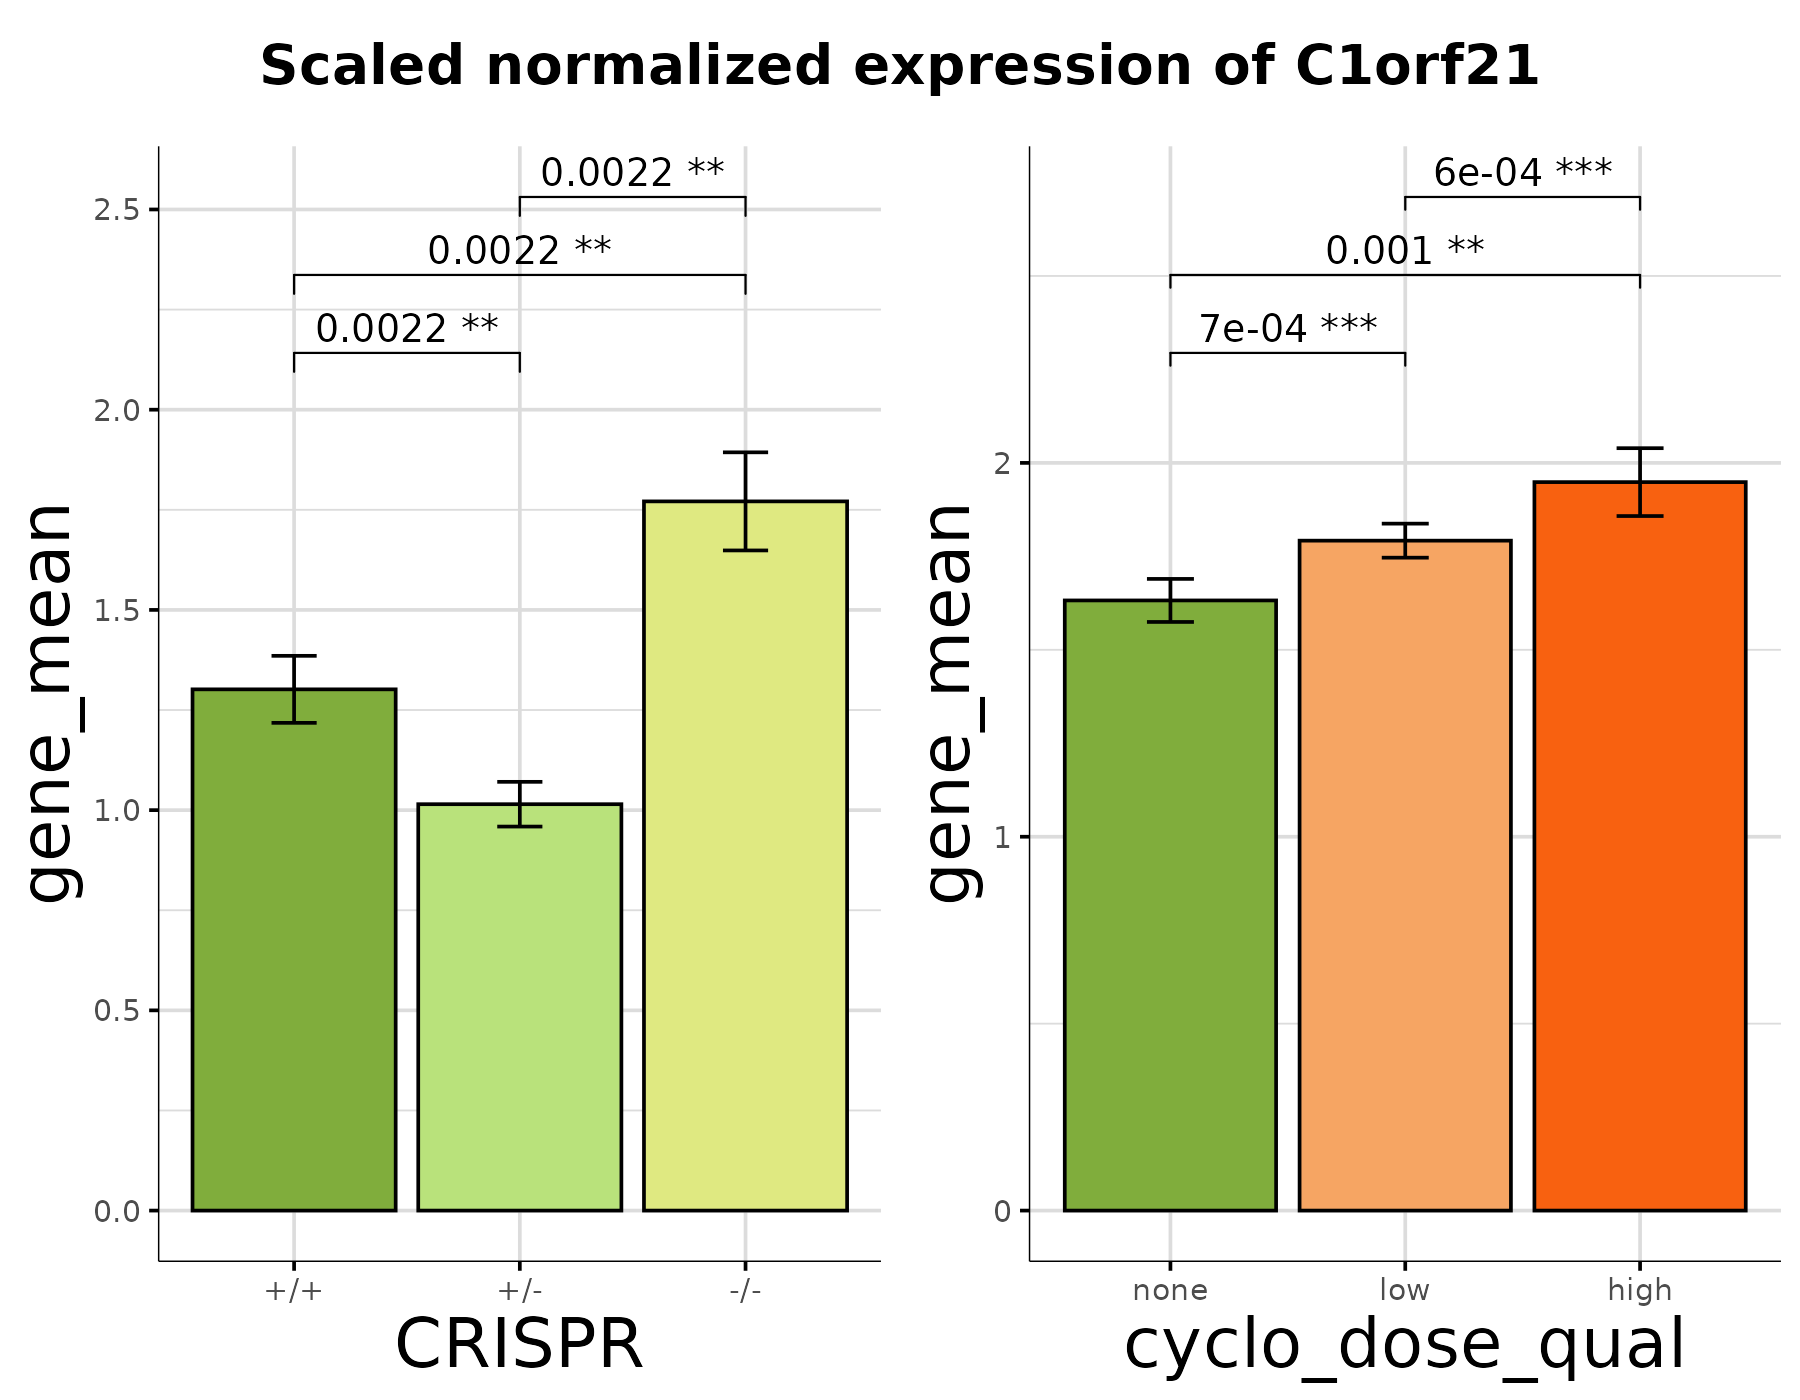 Scaled normalized expression of C1orf21
gene_mean
2.5
2.0
1.5
1.0
0.5
0.0
0.0022 **
0.0022 **
0.0022 **
+/+ +/- -/-
CRISPR
gene_mean
2
1
0
6e-04 ***
0.001 **
7e-04 ***
none low high
cyclo_dose_qual